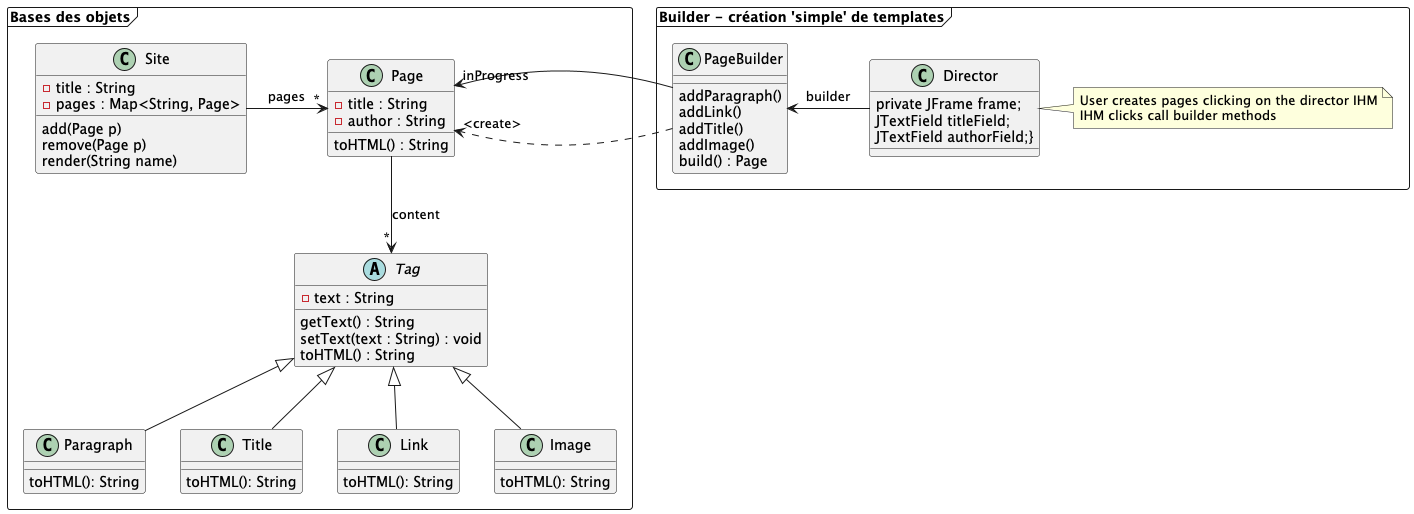 Bases des objets
C Site
title : String
pages : Map<String, Page>
add(Page p)
remove(Page p)
render(String name)
pages
*
C Page
title : String
author : String
toHTML() : String
content
*
A Tag
text : String
getText() : String
setText(text : String) : void
toHTML() : String
C Paragraph
toHTML(): String
C Title
toHTML(): String
C Link
toHTML(): String
C Image
toHTML(): String
inProgress
<create>
Builder - création 'simple' de templates
C PageBuilder
addParagraph()
addLink()
addTitle()
addImage()
build() : Page
builder
C Director
private JFrame frame;
JTextField titleField;
JTextField authorField;}
User creates pages clicking on the director IHM
IHM clicks call builder methods